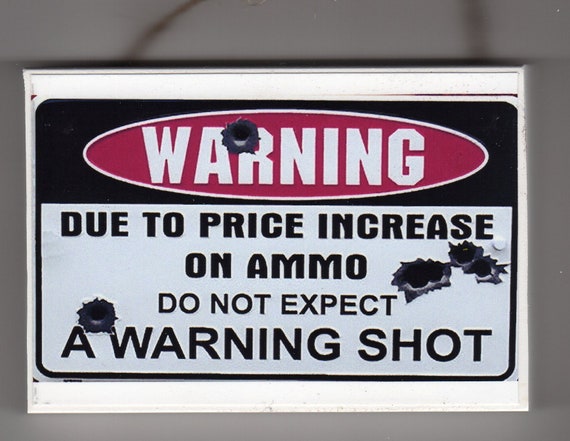 WARNING
DUE TO PRICE INCREASE
ON AMMO
DO NOT EXPECT
A WARNING SHOT